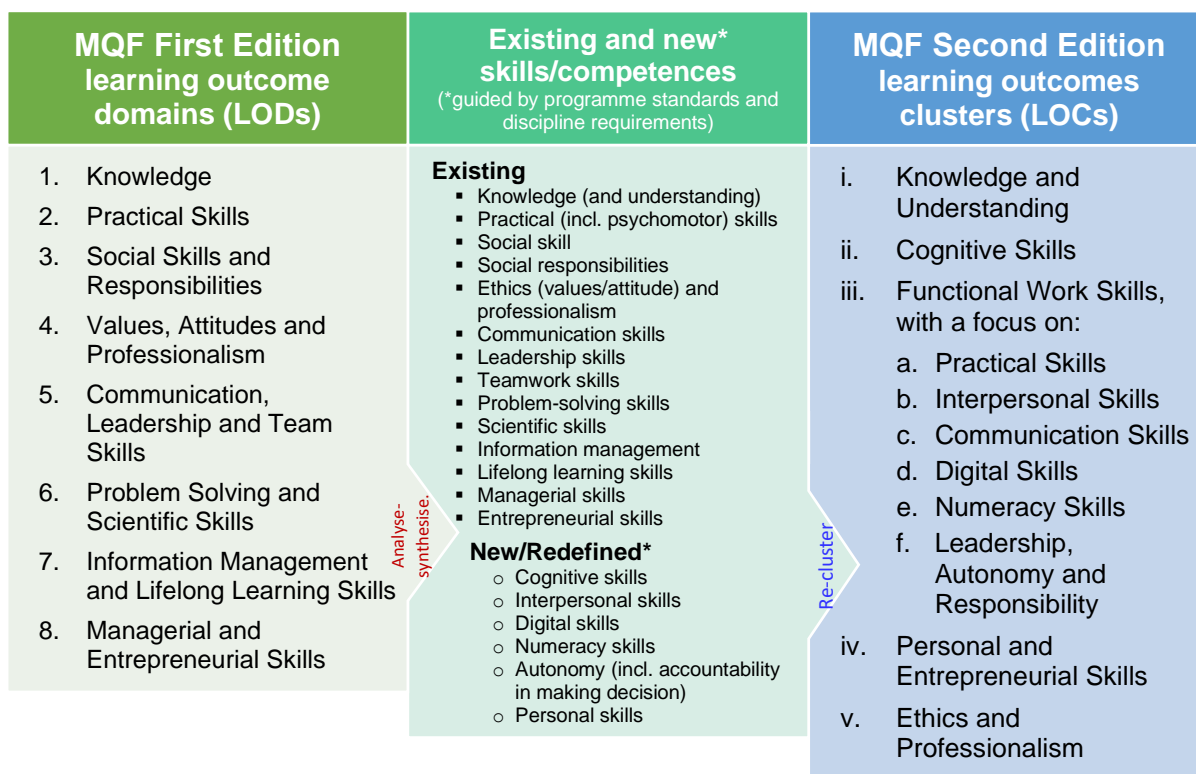 MQF First Edition
learning outcome
domains (LODs)
1. Knowledge
2. Practical Skills
3. Social Skills and
Responsibilities
4. Values, Attitudes and
Professionalism
5. Communication,
Leadership and Team
Skills
6. Problem Solving and
Scientific Skills
7. Information Management
and Lifelong Learning Skills
8. Managerial and
Entrepreneurial Skills
Analyse-
synthesise.
Existing and new*
skills/competences
(*guided by programme standards and
discipline requirements)
Existing
▪ Knowledge (and understanding)
▪ Practical (incl. psychomotor) skills
▪ Social skill
▪ Social responsibilities
▪ Ethics (values/attitude) and
professionalism
▪ Communication skills
▪ Leadership skills
▪ Teamwork skills
▪ Problem-solving skills
▪ Scientific skills
▪ Information management
▪ Lifelong learning skills
▪ Managerial skills
▪ Entrepreneurial skills
New/Redefined*
○ Cognitive skills
○ Interpersonal skills
○ Digital skills
○ Numeracy skills
○ Autonomy (incl. accountability
in making decision)
○ Personal skills
Re-cluster
MQF Second Edition
learning outcomes
clusters (LOCs)
i. Knowledge and
Understanding
ii. Cognitive Skills
iii. Functional Work Skills,
with a focus on:
a. Practical Skills
b. Interpersonal Skills
c. Communication Skills
d. Digital Skills
e. Numeracy Skills
f. Leadership,
Autonomy and
Responsibility
iv. Personal and
Entrepreneurial Skills
v. Ethics and
Professionalism